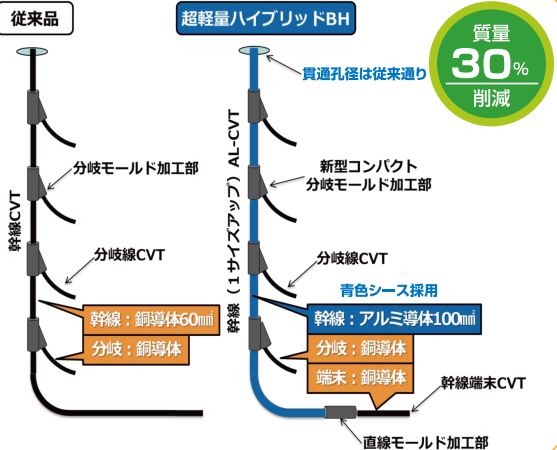 従来品
超軽量ハイブリッドBH
質量
30%
削減
貫通孔径は従来通り
幹線CVT
分岐モールド加工部
分岐線CVT
幹線：銅導体60m㎡
分岐：銅導体
幹線（１サイズアップ）AL-CVT
新型コンパクト
分岐モールド加工部
分岐線CVT
青色シース採用
幹線：アルミ導体100m㎡
分岐：銅導体
端末：銅導体
幹線端末CVT
直線モールド加工部